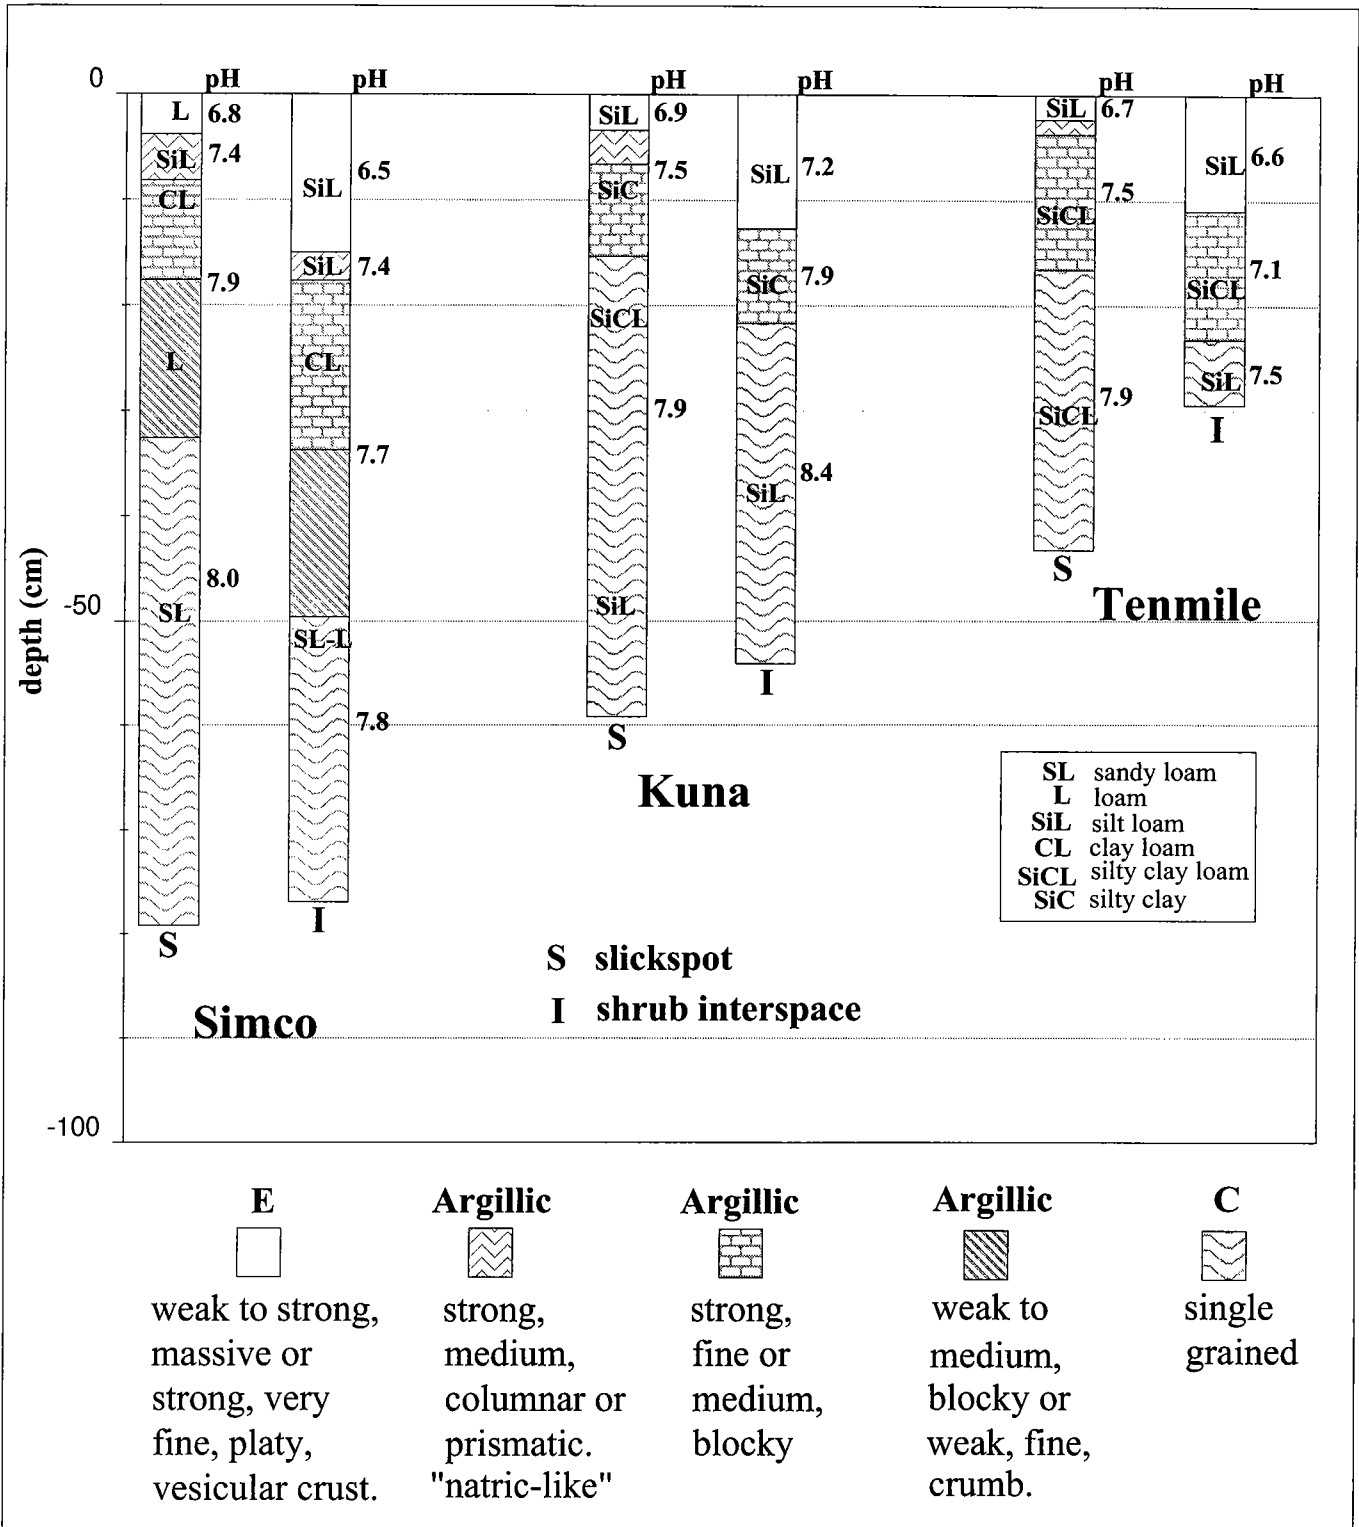 0
pH
pH
pH
pH
pH
pH
L
6.8
SiL
7.4
CL
7.9
L
8.0
SL
S
SiL
6.5
SiL
7.4
CL
7.7
SL-L
7.8
I
Simco
SiL
6.9
7.5
SiC
SiCL
7.9
SiL
S
SiL
7.2
SiC
7.9
8.4
SiL
I
Kuna
SiL
6.7
7.5
SiCL
7.9
SiCL
S
SiL
6.6
7.1
SiCL
SiL
7.5
I
Tenmile
depth (cm)
-50
-100
SL sandy loam
L loam
SiL silt loam
CL clay loam
SiCL silty clay loam
SiC silty clay
S slickspot
I shrub interspace
E
weak to strong,
massive or
strong, very
fine, platy,
vesicular crust.
Argillic
strong,
medium,
columnar or
prismatic.
"natric-like"
Argillic
strong,
fine or
medium,
blocky
Argillic
weak to
medium,
blocky or
weak, fine,
crumb.
C
single
grained